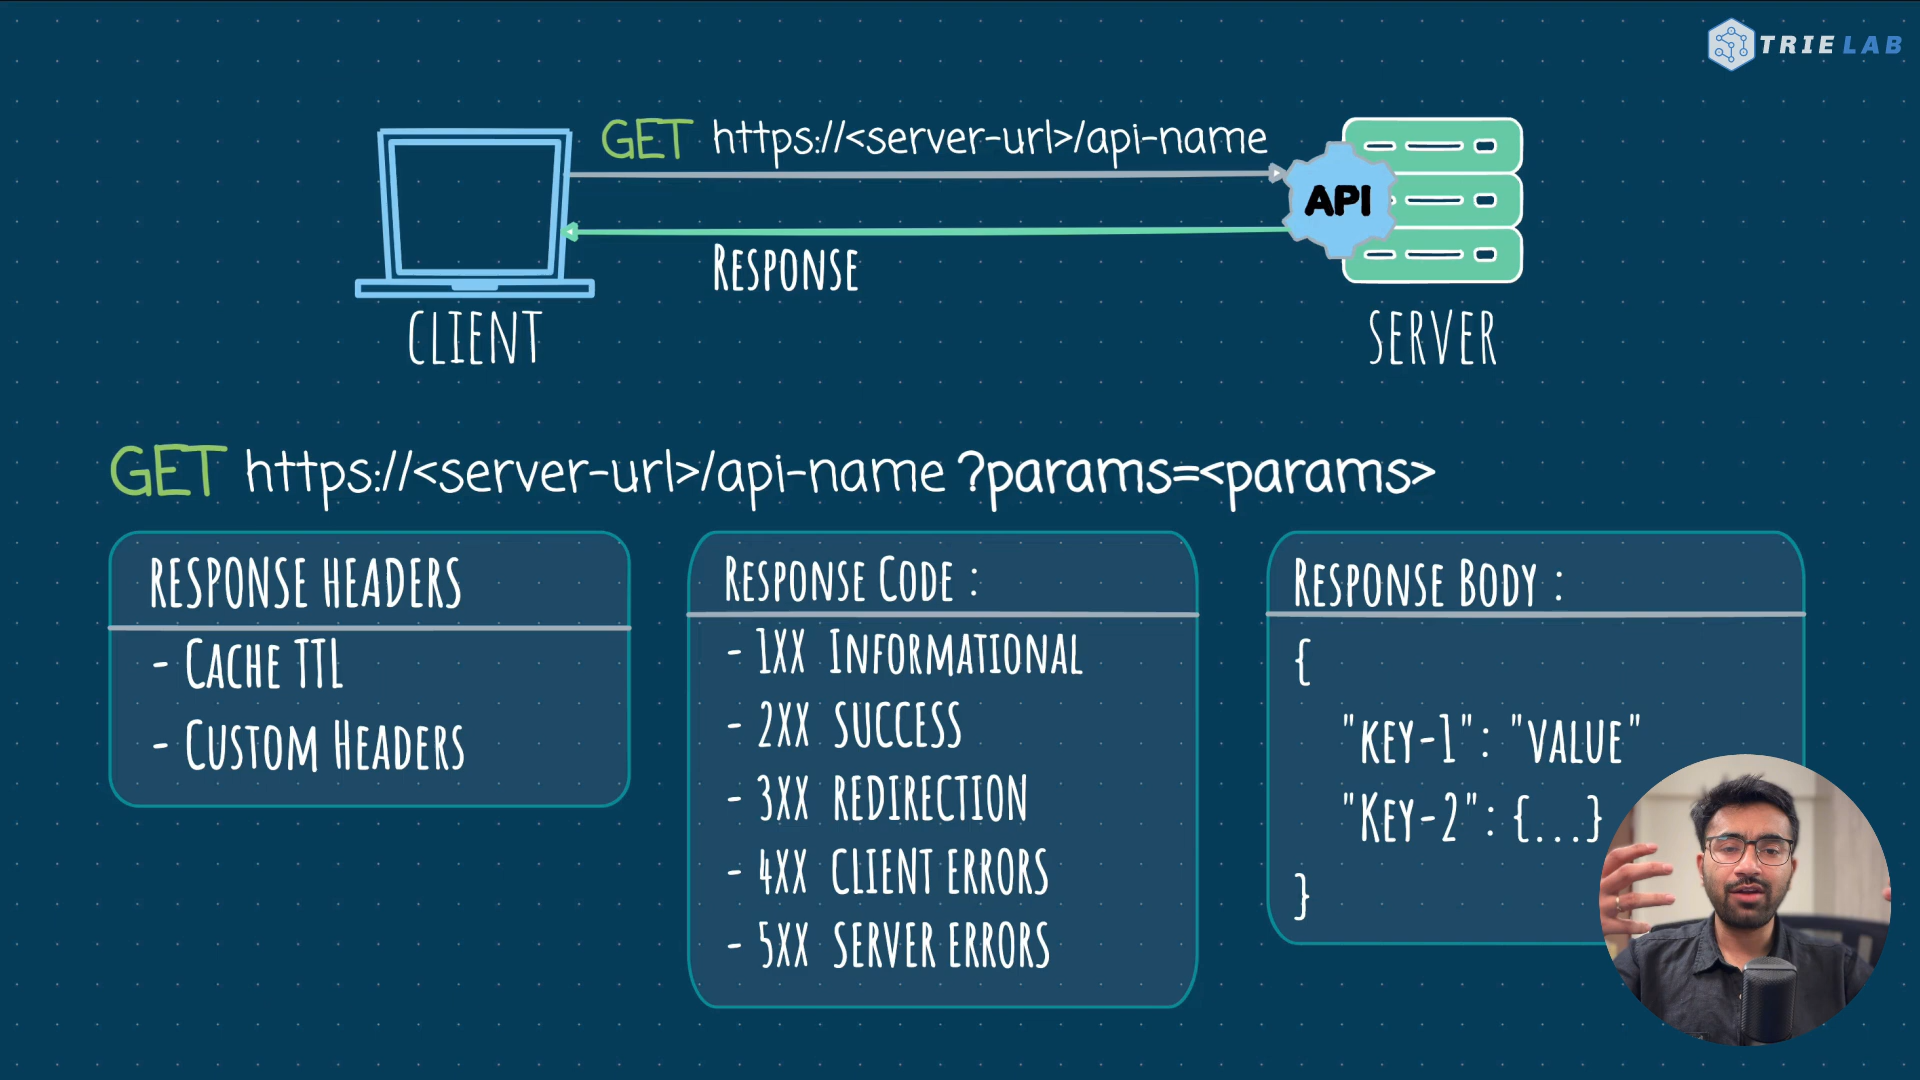 TRIE LAB
GET https://<server-url>/api-name
API
RESPONSE
CLIENT
SERVER
GET https://<server-url>/api-name ?params=<params>
RESPONSE HEADERS
- CACHE TTL
- CUSTOM HEADERS
RESPONSE CODE :
- 1XX INFORMATIONAL
- 2XX SUCCESS
- 3XX REDIRECTION
- 4XX CLIENT ERRORS
- 5XX SERVER ERRORS
RESPONSE BODY :
{
"KEY-1": "VALUE"
"KEY-2": {...}
}